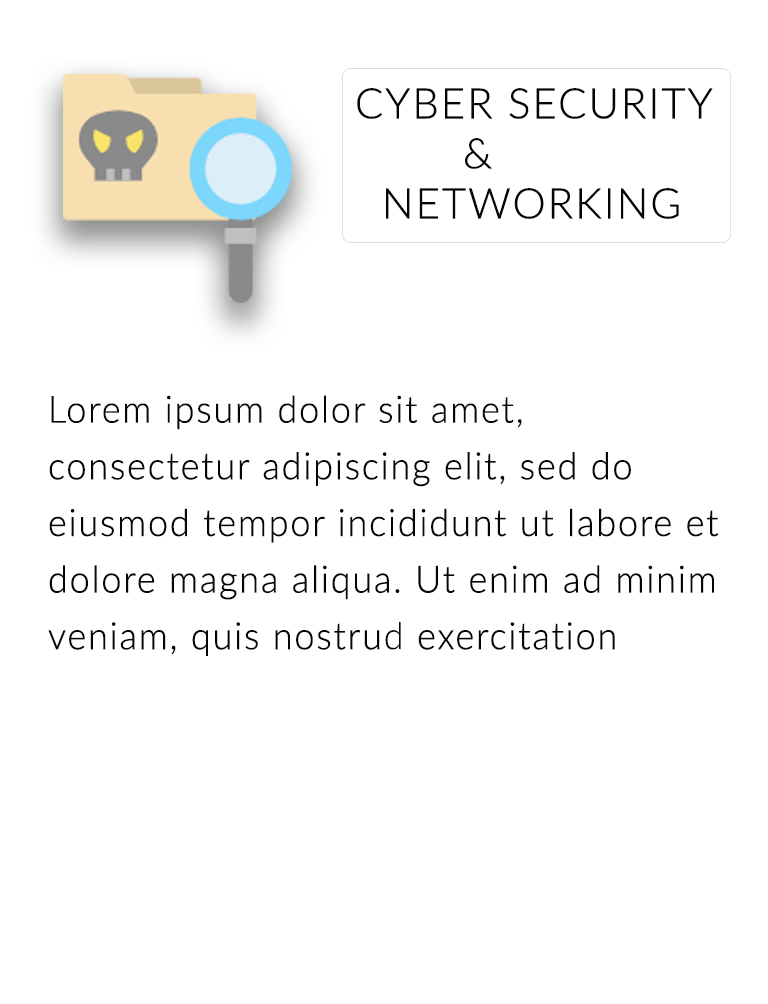 CYBER SECURITY
&
NETWORKING
Lorem ipsum dolor sit amet,
consectetur adipiscing elit, sed do
eiusmod tempor incididunt ut labore et
dolore magna aliqua. Ut enim ad minim
veniam, quis nostrud exercitation